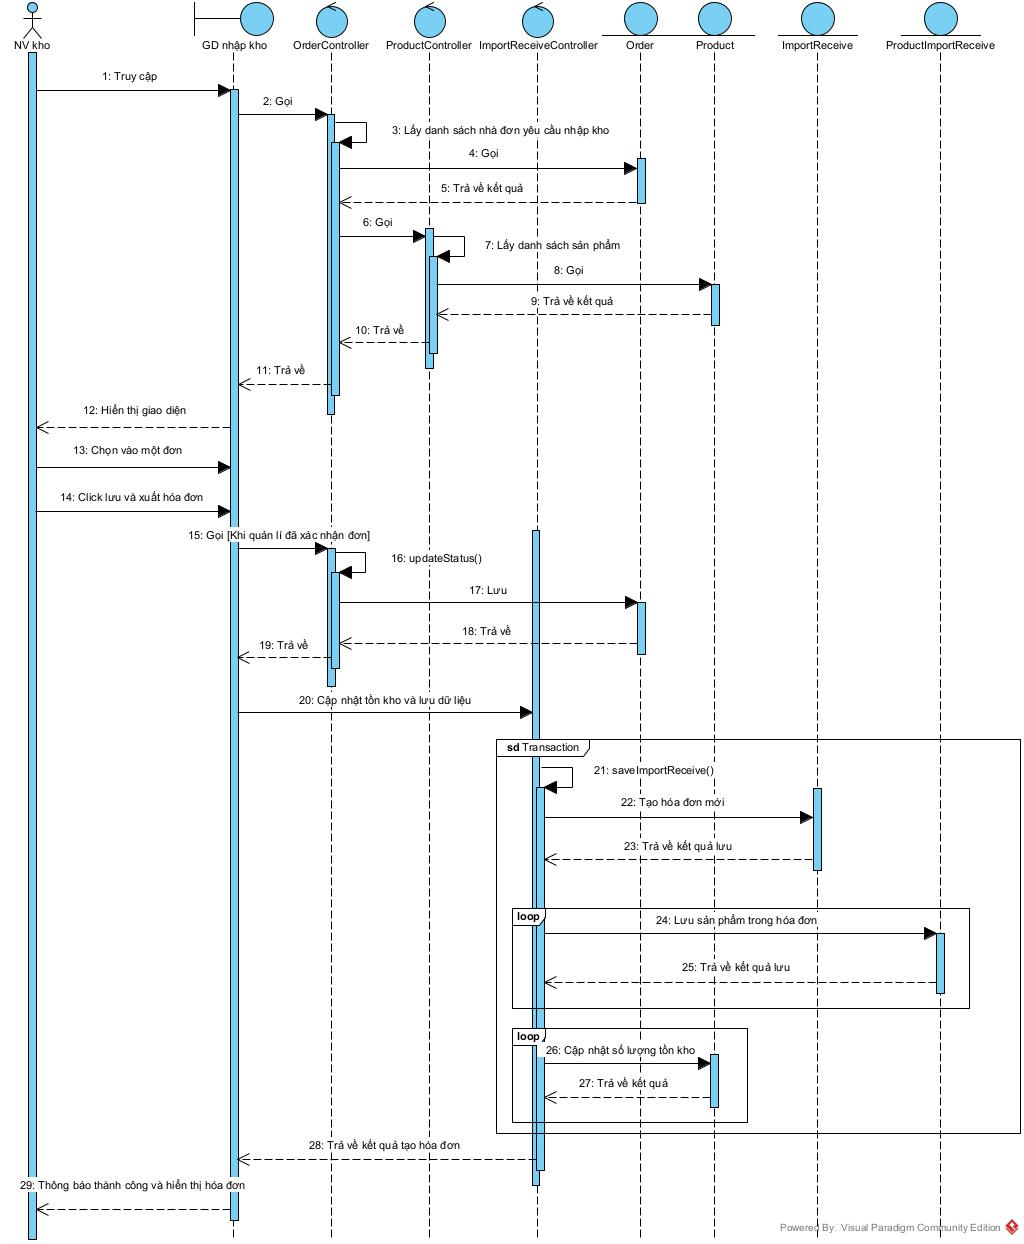 NV kho
GD nhập kho
OrderController
ProductController
ImportReceiveController
Order
Product
ImportReceive
ProductImportReceive
1: Truy cập
2: Gọi
3: Lấy danh sách nhà đơn yêu cầu nhập kho
4: Gọi
5: Trả về kết quả
6: Gọi
7: Lấy danh sách sản phẩm
8: Gọi
9: Trả về kết quả
10: Trả về
11: Trả về
12: Hiển thị giao diện
13: Chọn vào một đơn
14: Click lưu và xuất hóa đơn
15: Gọi [Khi quản lí đã xác nhận đơn]
16: updateStatus()
17: Lưu
18: Trả về
19: Trả về
20: Cập nhật tồn kho và lưu dữ liệu
sd Transaction
21: saveImportReceive()
22: Tạo hóa đơn mới
23: Trả về kết quả lưu
loop
24: Lưu sản phẩm trong hóa đơn
25: Trả về kết quả lưu
loop
26: Cập nhật số lượng tồn kho
27: Trả về kết quả
28: Trả về kết quả tạo hóa đơn
29: Thông báo thành công và hiển thị hóa đơn
Powered By Visual Paradigm Community Edition